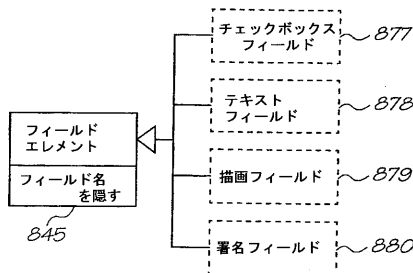 チェックボックス
フィールド
877
テキスト
フィールド
878
フィールド
エレメント
フィールド名
を隠す
845
描画フィールド
879
署名フィールド
880